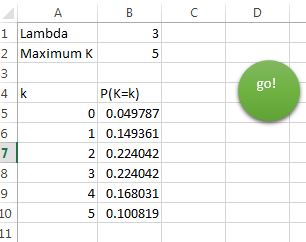 A B C D
1 Lambda 3
2 Maximum K 5
3 go!
4 k P(K=k)
5 0 0.049787
6 1 0.149361
7 2 0.224042
8 3 0.224042
9 4 0.168031
10 5 0.100819
11